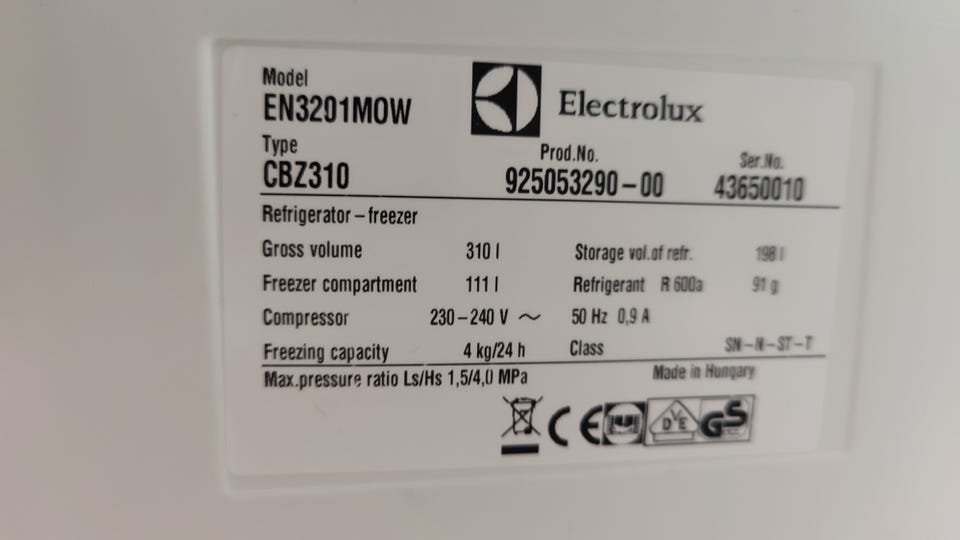 Model
EN3201MOW
Electrolux
Type
CBZ310
Prod.No.
925053290-00
Ser.No.
43650010
Refrigerator-freezer
Gross volume 310 l Storage vol.of refr. 198 l
Freezer compartment 111 l Refrigerant R 600a 91 g
Compressor 230-240 V ~ 50 Hz 0,9 A
Freezing capacity 4 kg/24 h Class SN-N-ST-T
Max.pressure ratio Ls/Hs 1,5/4,0 MPa Made in Hungary
CE DVE GS